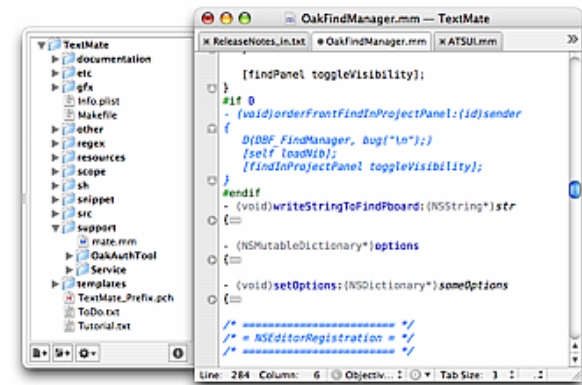 TextMate
documentation
etc
gfx
Info.plist
Makefile
other
regex
resources
scope
sh
snippet
src
support
mate.mm
OakAuthTool
Service
templates
TextMate_Prefix.pch
ToDo.txt
Tutorial.txt
OakFindManager.mm — TextMate
ReleaseNotes_in.txt OakFindManager.mm ATSUI.mm
[findPanel toggleVisibility];
}
#if 0
- (void)orderFrontFindInProjectPanel:(id)sender
{
D(DBF_FindManager, bug("\n");)
[self loadNib];
[findInProjectPanel toggleVisibility];
}
#endif
- (void)writeStringToFindPboard:(NSString*)str
{
- (NSMutableDictionary*)options
{
- (void)setOptions:(NSDictionary*)someOptions
{
/* ======================== */
/* = NSEditorRegistration = */
/* ======================== */
Line: 284 Column: 6 Objectiv... Tab Size: 3